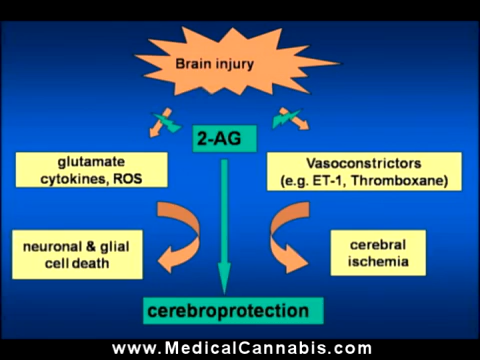 Brain injury
2-AG
glutamate
cytokines, ROS
Vasoconstrictors
(e.g. ET-1, Thromboxane)
neuronal & glial
cell death
cerebral
ischemia
cerebroprotection
www.MedicalCannabis.com